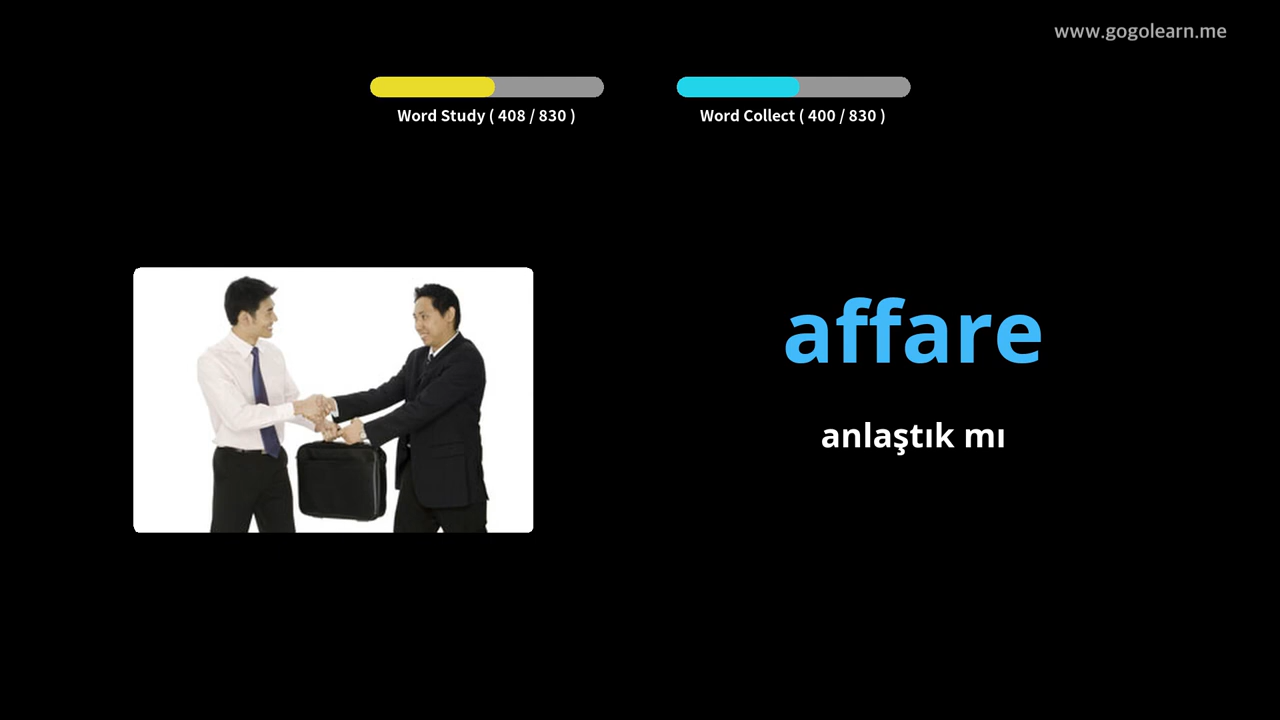 www.gogolearn.me
Word Study ( 408 / 830 )
Word Collect ( 400 / 830 )
affare
anlaştık mı